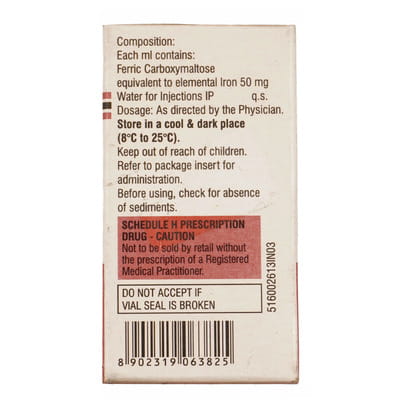 Composition:
Each ml contains:
Ferric Carboxymaltose
equivalent to elemental Iron 50 mg
Water for Injections IP q.s.
Dosage: As directed by the Physician.
Store in a cool & dark place
(8°C to 25°C).
Keep out of reach of children.
Refer to package insert for
administration.
Before using, check for absence
of sediments.
SCHEDULE H PRESCRIPTION
DRUG - CAUTION
Not to be sold by retail without
the prescription of a Registered
Medical Practitioner.
DO NOT ACCEPT IF
VIAL SEAL IS BROKEN
516002613IN03
8 902319 063825